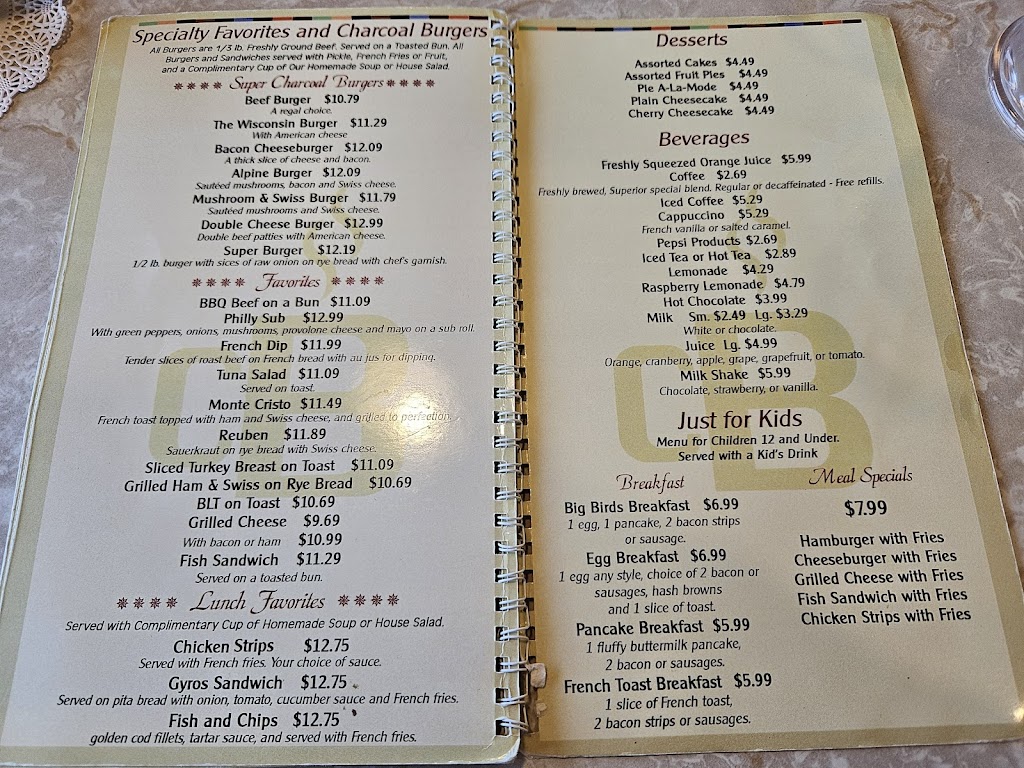 Specialty Favorites and Charcoal Burgers
All Burgers are 1/3 lb. Freshly Ground Beef. Served on a Toasted Bun. All
Burgers and Sandwiches served with Pickle, French Fries or Fruit,
and a Complimentary Cup of Our Homemade Soup or House Salad.
Super Charcoal Burgers
Beef Burger $10.79
A regal choice.
The Wisconsin Burger $11.29
With American cheese
Bacon Cheeseburger $12.09
A thick slice of cheese and bacon.
Alpine Burger $12.09
Sautéed mushrooms, bacon and Swiss cheese.
Mushroom & Swiss Burger $11.79
Sautéed mushrooms and Swiss cheese.
Double Cheese Burger $12.99
Double beef patties with American cheese.
Super Burger $12.19
1/2 lb. burger with sices of raw onion on rye bread with chef's garnish.
Favorites
BBQ Beef on a Bun $11.09
Philly Sub $12.99
With green peppers, onions, mushrooms, provolone cheese and mayo on a sub roll.
French Dip $11.99
Tender slices of roast beef on French bread with au jus for dipping.
Tuna Salad $11.09
Served on toast.
Monte Cristo $11.49
French toast topped with ham and Swiss cheese, and grilled to perfection.
Reuben $11.89
Sauerkraut on rye bread with Swiss cheese.
Sliced Turkey Breast on Toast $11.09
Grilled Ham & Swiss on Rye Bread $10.69
BLT on Toast $10.69
Grilled Cheese $9.69
With bacon or ham $10.99
Fish Sandwich $11.29
Served on a toasted bun.
Lunch Favorites
Served with Complimentary Cup of Homemade Soup or House Salad.
Chicken Strips $12.75
Served with French fries. Your choice of sauce.
Gyros Sandwich $12.75
Served on pita bread with onion, tomato, cucumber sauce and French fries.
Fish and Chips $12.75
golden cod fillets, tartar sauce, and served with French fries.
Desserts
Assorted Cakes $4.49
Assorted Fruit Pies $4.49
Pie A-La-Mode $4.49
Plain Cheesecake $4.49
Cherry Cheesecake $4.49
Beverages
Freshly Squeezed Orange Juice $5.99
Coffee $2.69
Freshly brewed, Superior special blend. Regular or decaffeinated - Free refills.
Iced Coffee $5.29
Cappuccino $5.29
French vanilla or salted caramel.
Pepsi Products $2.69
Iced Tea or Hot Tea $2.89
Lemonade $4.29
Raspberry Lemonade $4.79
Hot Chocolate $3.99
Milk Sm. $2.49 Lg. $3.29
White or chocolate.
Juice Lg. $4.99
Orange, cranberry, apple, grape, grapefruit, or tomato.
Milk Shake $5.99
Chocolate, strawberry, or vanilla.
Just for Kids
Menu for Children 12 and Under.
Served with a Kid's Drink
Breakfast
Big Birds Breakfast $6.99
1 egg, 1 pancake, 2 bacon strips
or sausage.
Egg Breakfast $6.99
1 egg any style, choice of 2 bacon or
sausages, hash browns
and 1 slice of toast.
Pancake Breakfast $5.99
1 fluffy buttermilk pancake,
2 bacon or sausages.
French Toast Breakfast $5.99
1 slice of French toast,
2 bacon strips or sausages.
Meal Specials
$7.99
Hamburger with Fries
Cheeseburger with Fries
Grilled Cheese with Fries
Fish Sandwich with Fries
Chicken Strips with Fries